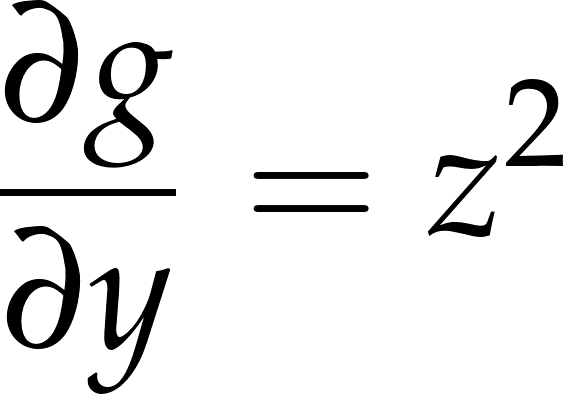 ∂g/∂y = z²